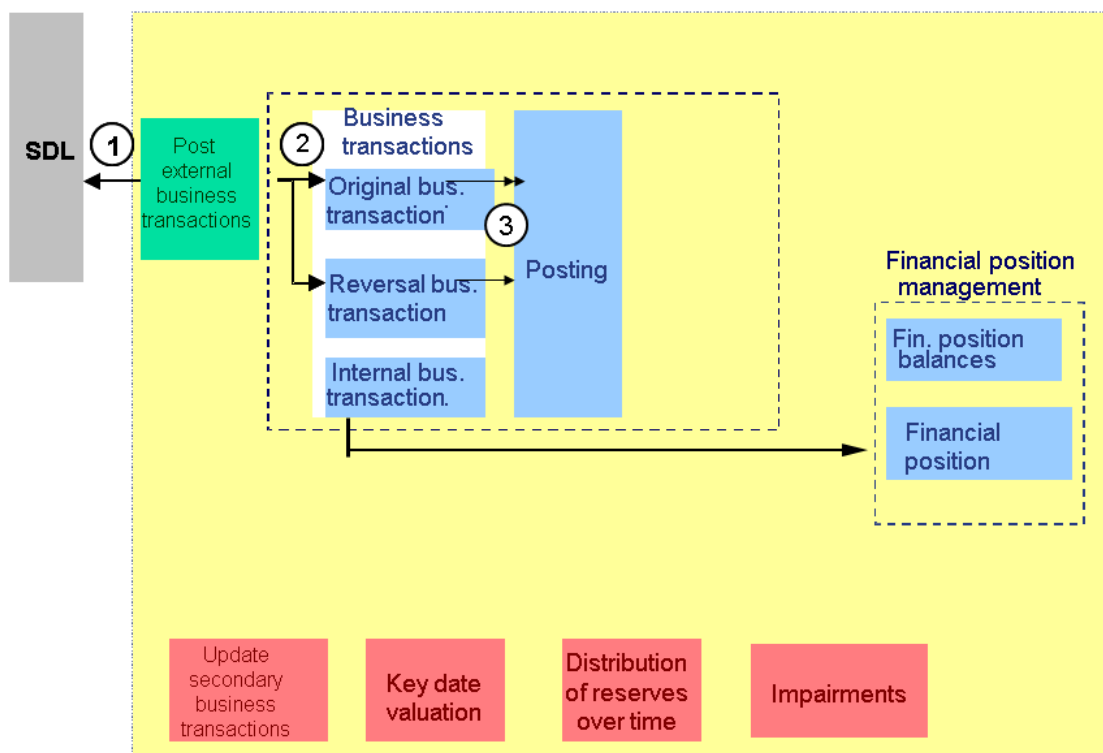 SDL
1
Post
external
business
transactions
2
Business
transactions
Original bus.
transaction
3
Reversal bus.
transaction
Internal bus.
transaction.
Posting
Financial position
management
Fin. position
balances
Financial
position
Update
secondary
business
transactions
Key date
valuation
Distribution
of reserves
over time
Impairments